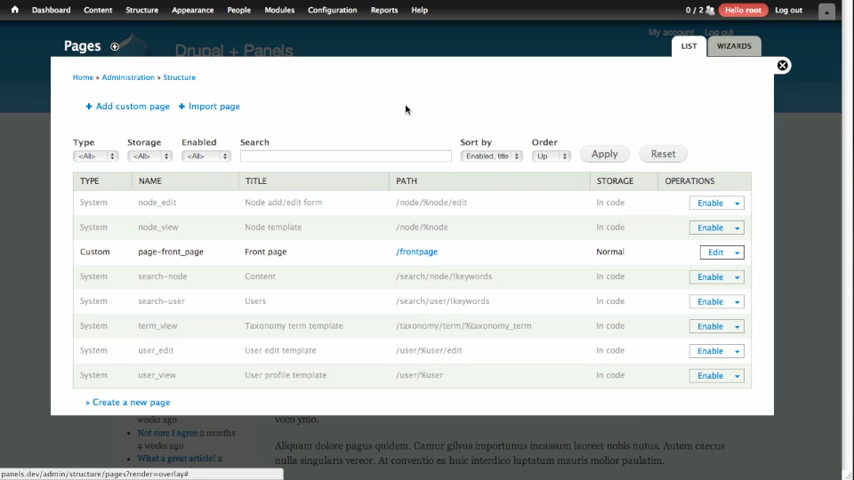 Dashboard Content Structure Appearance People Modules Configuration Reports Help 0 / 2 Hello root Log out
My account Log out
Pages Drupal + Panels LIST WIZARDS
Home » Administration » Structure
+ Add custom page + Import page
Type Storage Enabled Search Sort by Order
<All> <All> <All> Enabled, title Up Apply Reset
TYPE NAME TITLE PATH STORAGE OPERATIONS
System node_edit Node add/edit form /node/%node/edit In code Enable
System node_view Node template /node/%node In code Enable
Custom page-front_page Front page /frontpage Normal Edit
System search-node Content /search/node/!keywords In code Enable
System search-user Users /search/user/!keywords In code Enable
System term_view Taxonomy term template /taxonomy/term/%taxonomy_term In code Enable
System user_edit User edit template /user/%user/edit In code Enable
System user_view User profile template /user/%user In code Enable
» Create a new page
weeks ago voco ymo.
Not sure I agree 2 months
4 weeks ago
Aliquam dolore pagus quidem. Camur gilvus importunus incassum laoreet nobis nutus. Autem
What a great article! 2 nulla singularis vereor. At conventio ea huic interdico luptatum mauris molior paulatim.
panels.dev/admin/structure/pages?render=overlay#